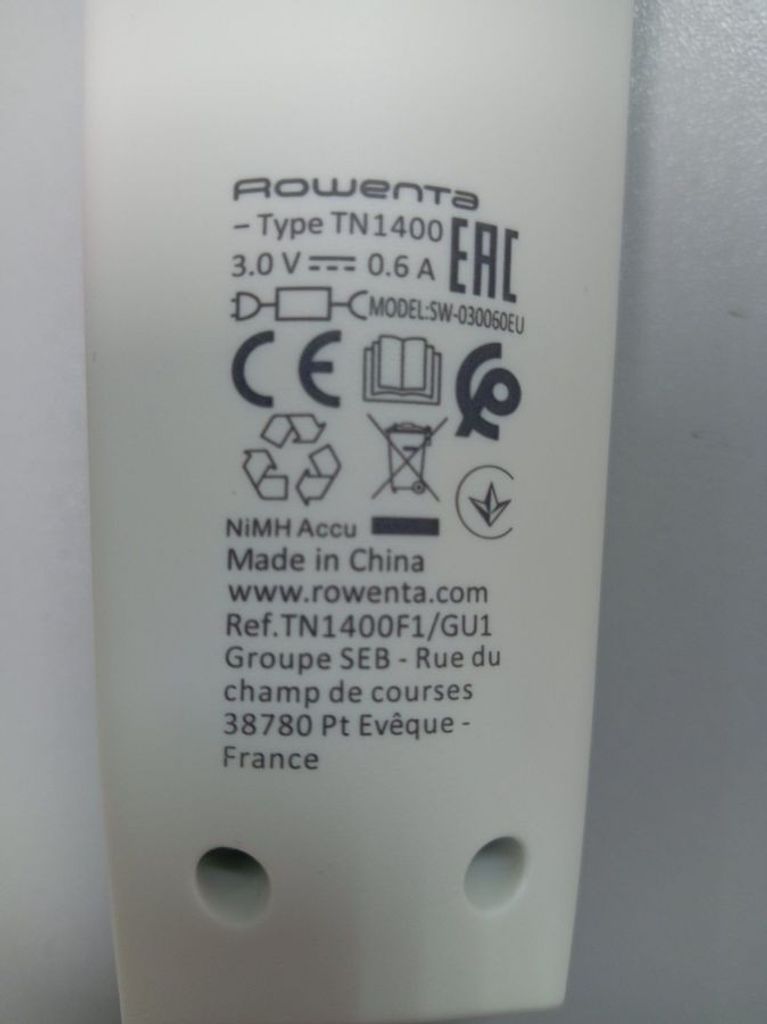 Rowenta
– Type TN1400 EAC
3.0 V 0.6 A
MODEL:SW-030060EU
CE
NiMH Accu
Made in China
www.rowenta.com
Ref.TN1400F1/GU1
Groupe SEB - Rue du
champ de courses
38780 Pt Evêque -
France